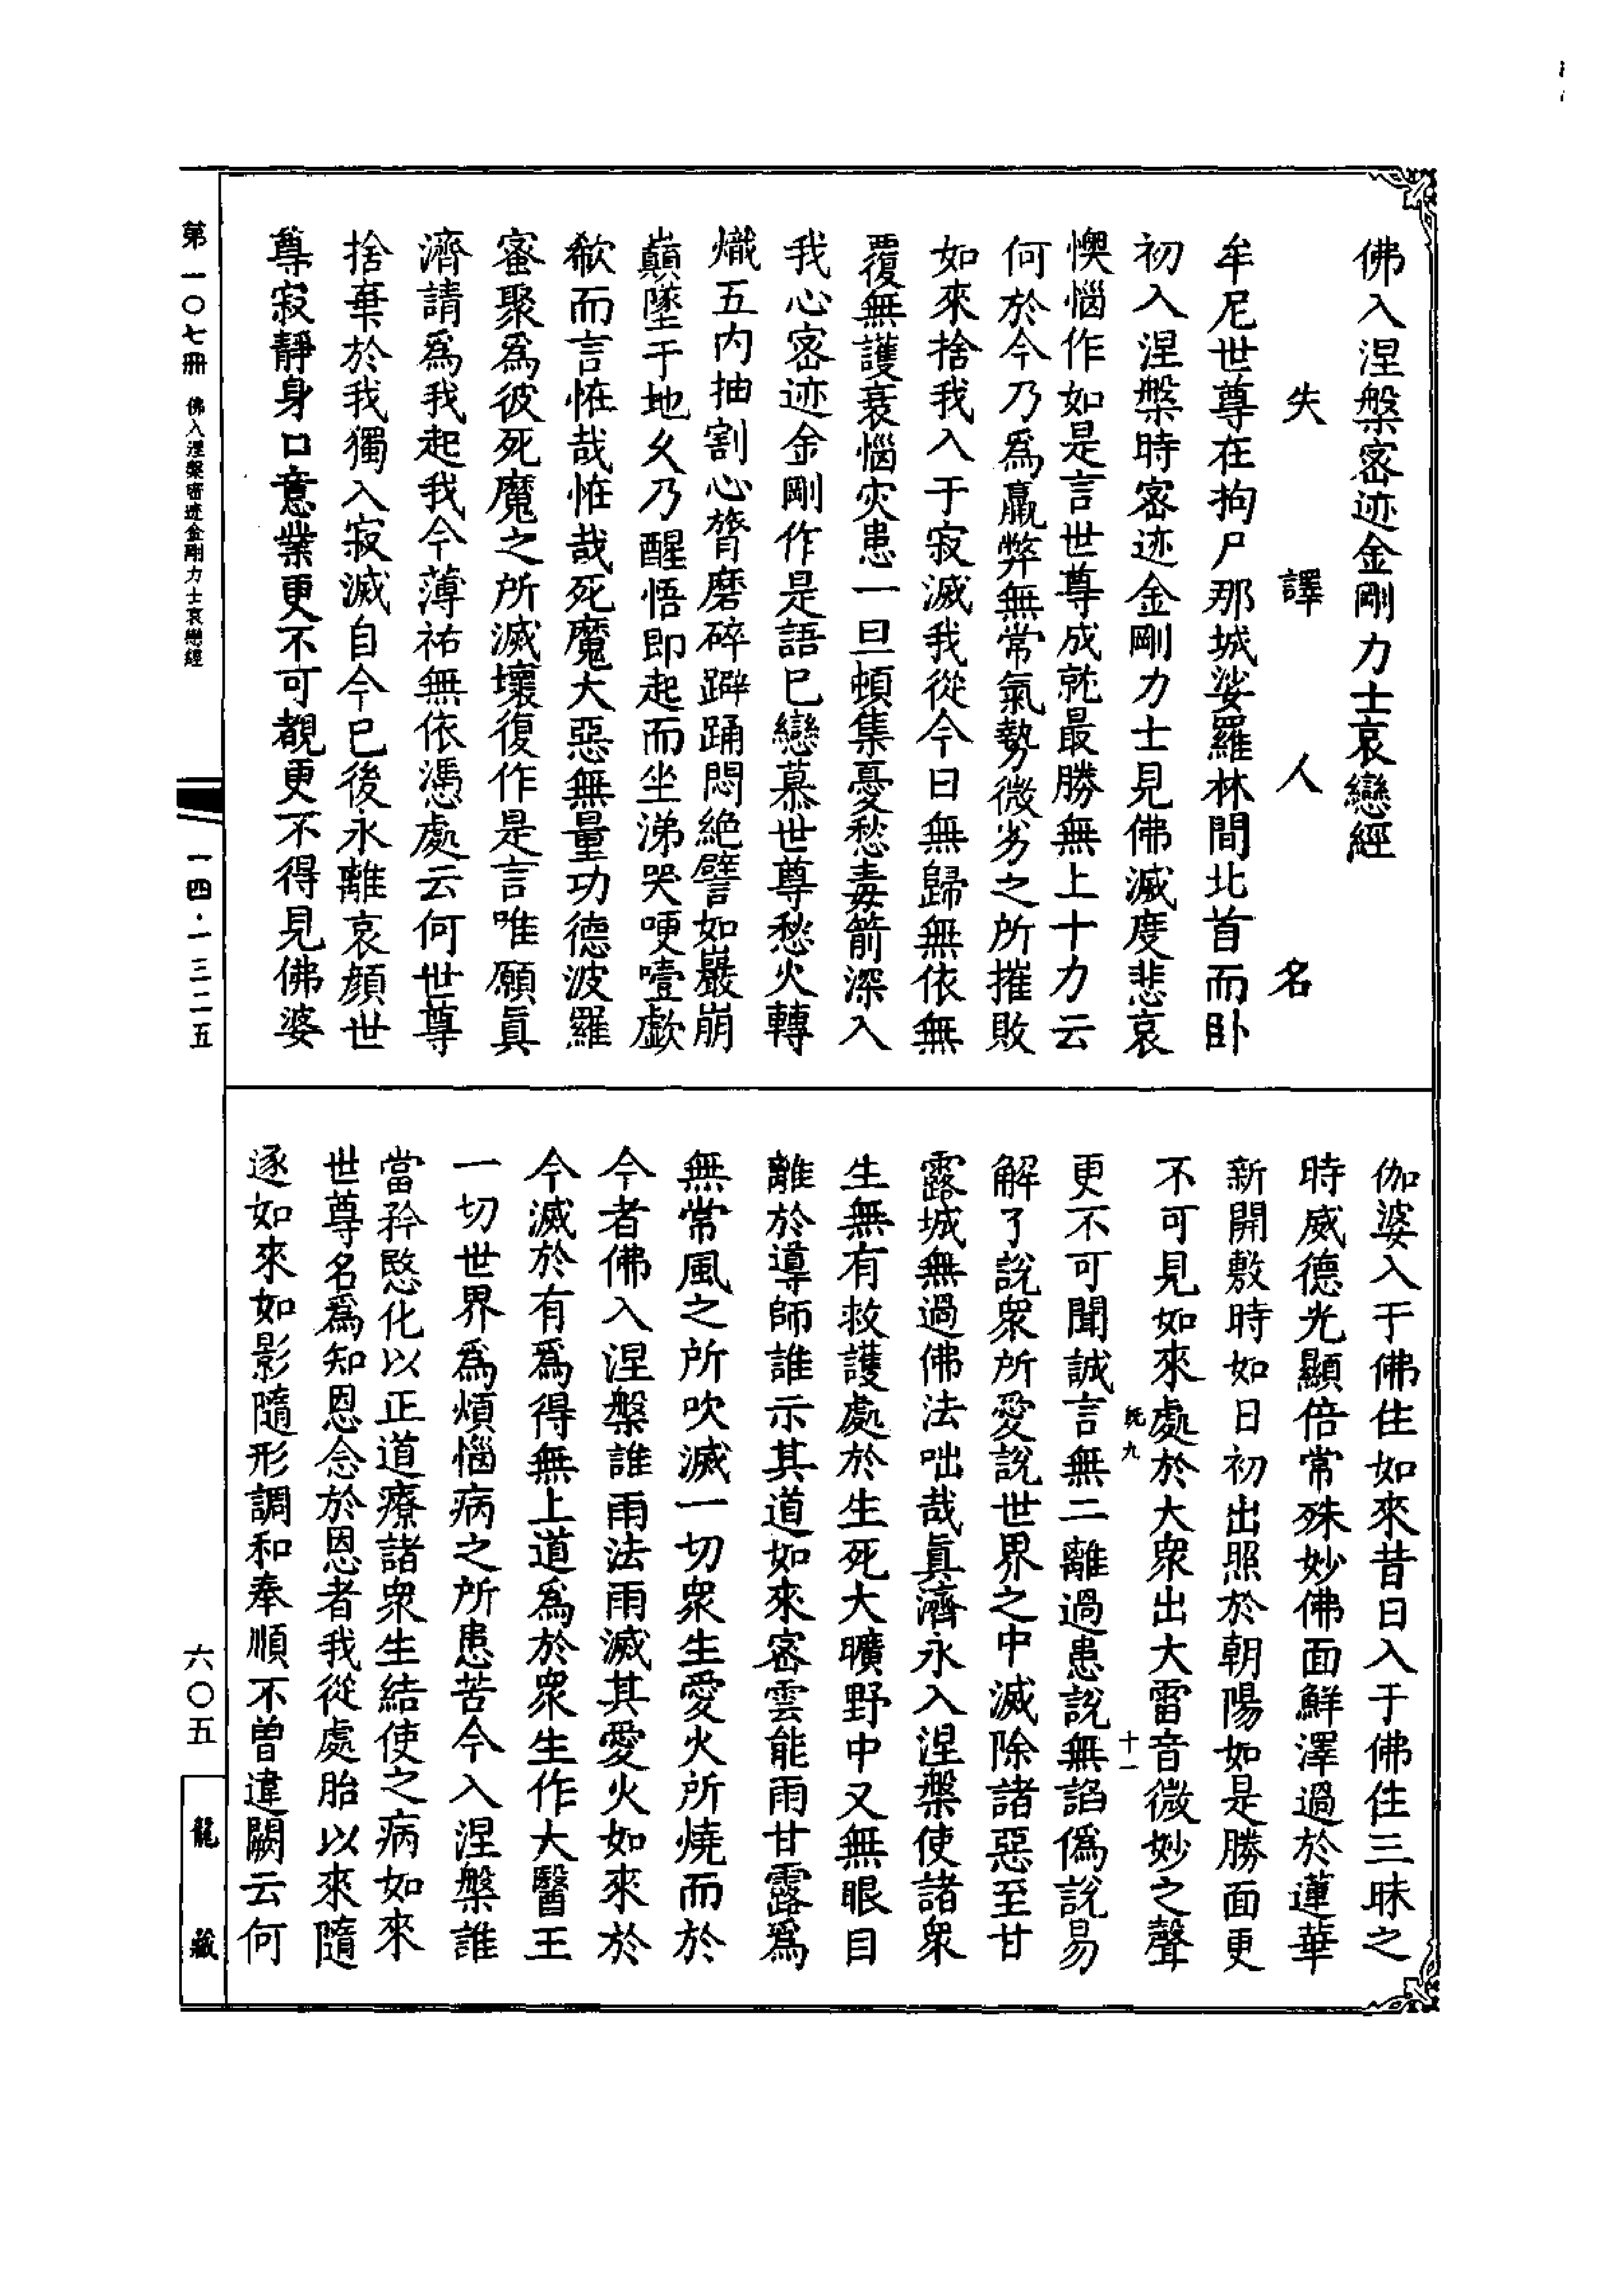 佛入涅槃密迹金剛力士哀戀經
失譯人名
牟尼世尊在拘尸那城娑羅林間北首而臥
初入涅槃時密迹金剛力士見佛滅度悲哀
懊惱作如是言世尊成就最勝無上十力云
何於今乃爲羸弊無常氣勢微劣之所摧敗
如來捨我入于寂滅我從今日無歸無依無
覆無護衰惱灾患一旦頓集憂愁毒箭深入
我心密迹金剛作是語已戀慕世尊愁火轉
熾五內抽割心膂磨碎躃踊悶絕譬如巖崩
巔墜于地久乃醒悟即起而坐涕哭哽噎歔
欷而言恠哉恠哉死魔大惡無量功德波羅
蜜聚爲彼死魔之所滅壞復作是言唯願眞
濟請爲我起我今薄祐無依憑處云何世尊
捨棄於我獨入寂滅自今已後永離哀顔世
尊寂靜身口意業更不可覩更不得見佛婆
伽婆入于佛住如來昔日入于佛住三昧之
時威德光顯倍常殊妙佛面鮮澤過於蓮華
新開敷時如日初出照於朝陽如是勝面更
不可見如來處於大衆出大雷音微妙之聲
更不可聞誠言無二離過患說無諂僞說易
解了說衆所愛說世界之中滅除諸惡至甘
露城無過佛法咄哉眞濟永入涅槃使諸衆
生無有救護處於生死大曠野中又無眼目
離於導師誰示其道如來密雲能雨甘露爲
無常風之所吹滅一切衆生愛火所燒而於
今者佛入涅槃誰雨法雨滅其愛火如來於
今滅於有爲得無上道爲於衆生作大醫王
一切世界爲煩惱病之所患苦今入涅槃誰
當矜愍化以正道療諸衆生結使之病如來
世尊名爲知恩念於恩者我從處胎以來隨
逐如來如影隨形調和奉順不曾違闕云何
第一〇七冊 佛入涅槃密迹金剛力士哀戀經
一四·一三二五
六〇五
龍藏
九
十一